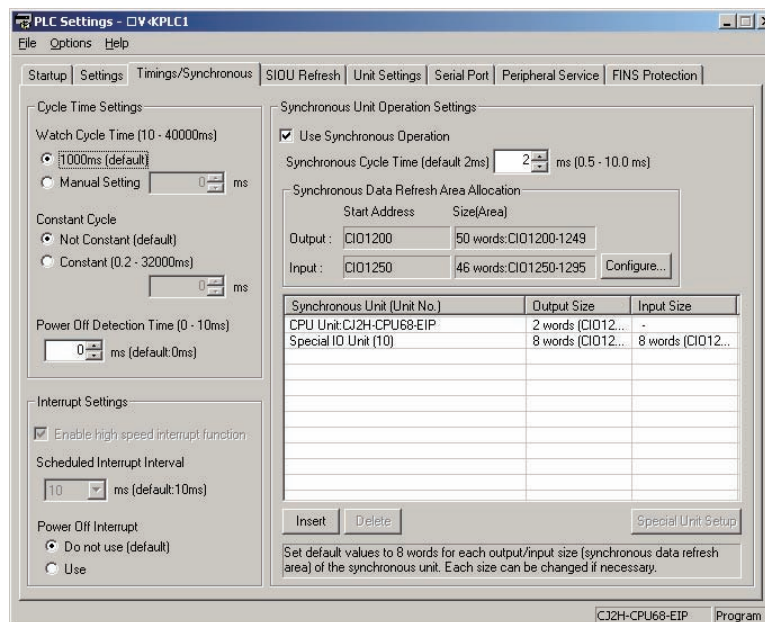 PLC Settings - KPLC1
File Options Help
Startup Settings Timings/Synchronous SIOU Refresh Unit Settings Serial Port Peripheral Service FINS Protection
Cycle Time Settings
Watch Cycle Time (10 - 40000ms)
1000ms (default)
Manual Setting 0 ms
Constant Cycle
Not Constant (default)
Constant (0.2 - 32000ms)
0 ms
Power Off Detection Time (0 - 10ms)
0 ms (default:0ms)
Interrupt Settings
Enable high speed interrupt function
Scheduled Interrupt Interval
10 ms (default:10ms)
Power Off Interrupt
Do not use (default)
Use
Synchronous Unit Operation Settings
Use Synchronous Operation
Synchronous Cycle Time (default 2ms) 2 ms (0.5 - 10.0 ms)
Synchronous Data Refresh Area Allocation
Start Address Size(Area)
Output : CIO1200 50 words:CIO1200-1249
Input : CIO1250 46 words:CIO1250-1295 Configure...
Synchronous Unit (Unit No.) Output Size Input Size
CPU Unit:CJ2H-CPU68-EIP 2 words (CIO12... -
Special IO Unit (10) 8 words (CIO12... 8 words (CIO12...
Insert Delete Special Unit Setup
Set default values to 8 words for each output/input size (synchronous data refresh
area) of the synchronous unit. Each size can be changed if necessary.
CJ2H-CPU68-EIP Program